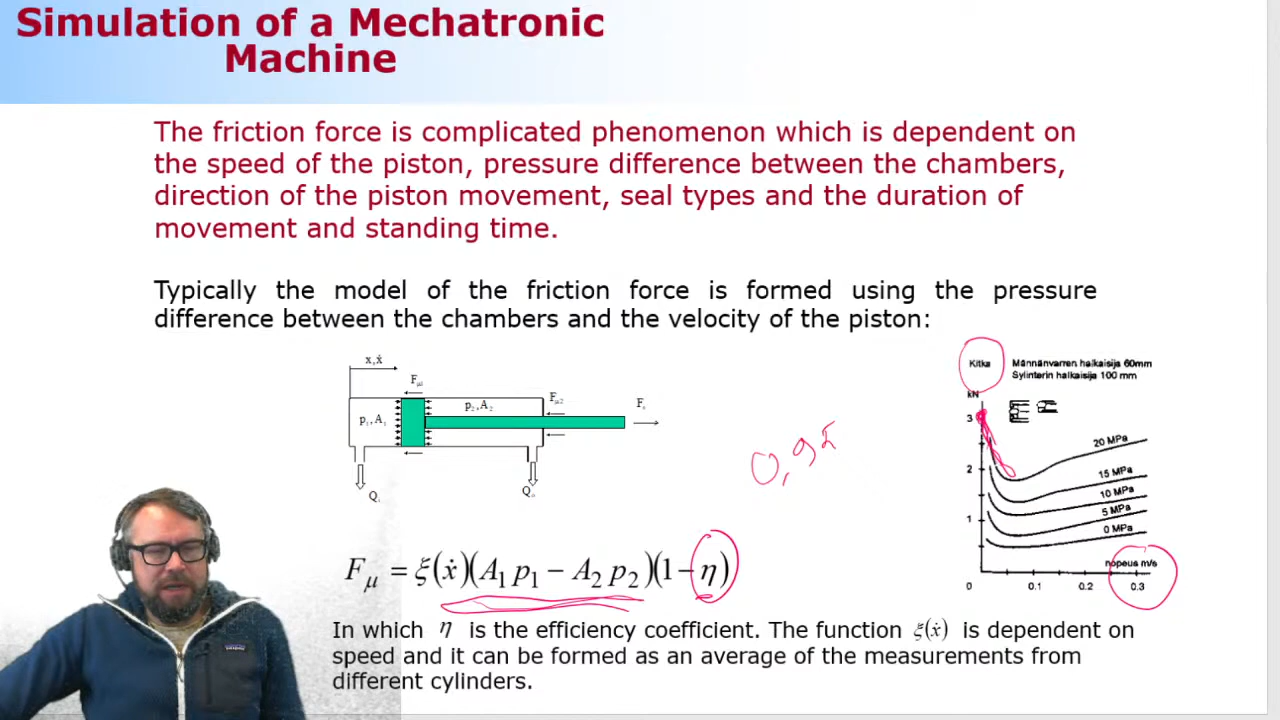 Simulation of a Mechatronic
Machine
The friction force is complicated phenomenon which is dependent on
the speed of the piston, pressure difference between the chambers,
direction of the piston movement, seal types and the duration of
movement and standing time.
Typically the model of the friction force is formed using the pressure
difference between the chambers and the velocity of the piston:
x,ẋ
Fμ1
p₁,A₁
p₂,A₂
Fμ2
Q₁
0,95
Kitka
Männänvarren halkaisija 60mm
Sylinterin halkaisija 100 mm
kN
3
2
1
0
20 MPa
15 MPa
10 MPa
5 MPa
0 MPa
nopeus m/s
0.1
0.2
0.3
Fμ = ξ(ẋ)(A₁p₁ − A₂p₂)(1−η)
In which η is the efficiency coefficient. The function ξ(ẋ) is dependent on
speed and it can be formed as an average of the measurements from
different cylinders.